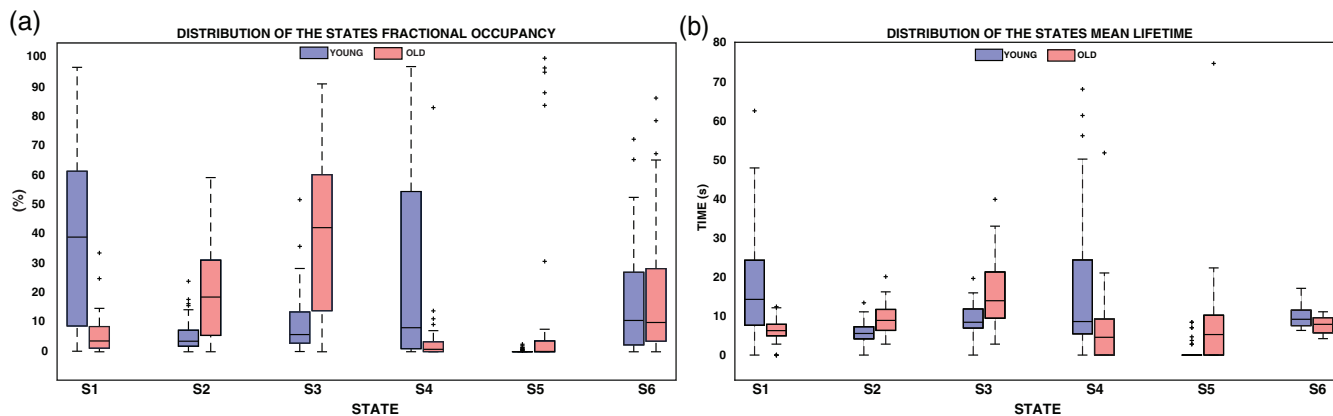 (a)
DISTRIBUTION OF THE STATES FRACTIONAL OCCUPANCY
YOUNG OLD
100
90
80
70
60
50
40
30
20
10
0
(%)
S1 S2 S3 S4 S5 S6
STATE
(b)
DISTRIBUTION OF THE STATES MEAN LIFETIME
YOUNG OLD
80
70
60
50
40
30
20
10
0
TIME (s)
S1 S2 S3 S4 S5 S6
STATE